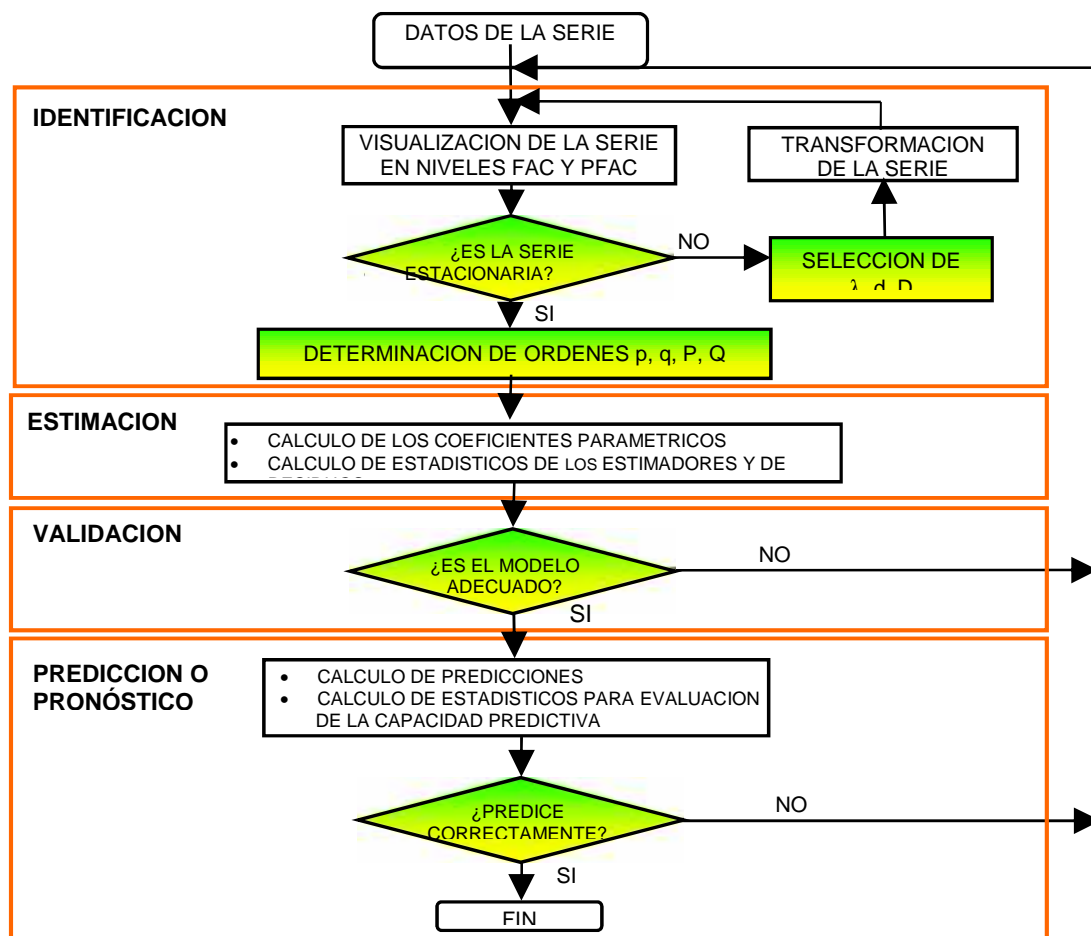 DATOS DE LA SERIE
IDENTIFICACION
VISUALIZACION DE LA SERIE
EN NIVELES FAC Y PFAC
TRANSFORMACION
DE LA SERIE
¿ES LA SERIE
ESTACIONARIA?
NO
SELECCION DE
λ, d, D
SI
DETERMINACION DE ORDENES p, q, P, Q
ESTIMACION
• CALCULO DE LOS COEFICIENTES PARAMETRICOS
• CALCULO DE ESTADISTICOS DE LOS ESTIMADORES Y DE
VALIDACION
¿ES EL MODELO
ADECUADO?
NO
SI
PREDICCION O
PRONÓSTICO
• CALCULO DE PREDICCIONES
• CALCULO DE ESTADISTICOS PARA EVALUACION
DE LA CAPACIDAD PREDICTIVA
¿PREDICE
CORRECTAMENTE?
NO
SI
FIN